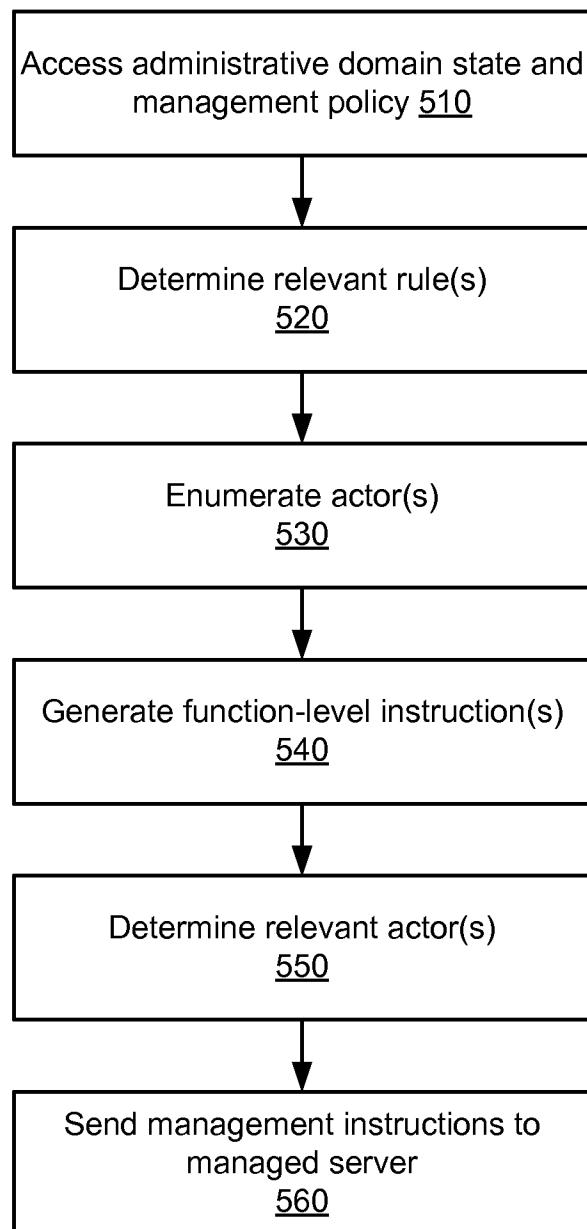 Access administrative domain state and
management policy 510
Determine relevant rule(s)
520
Enumerate actor(s)
530
Generate function-level instruction(s)
540
Determine relevant actor(s)
550
Send management instructions to
managed server
560